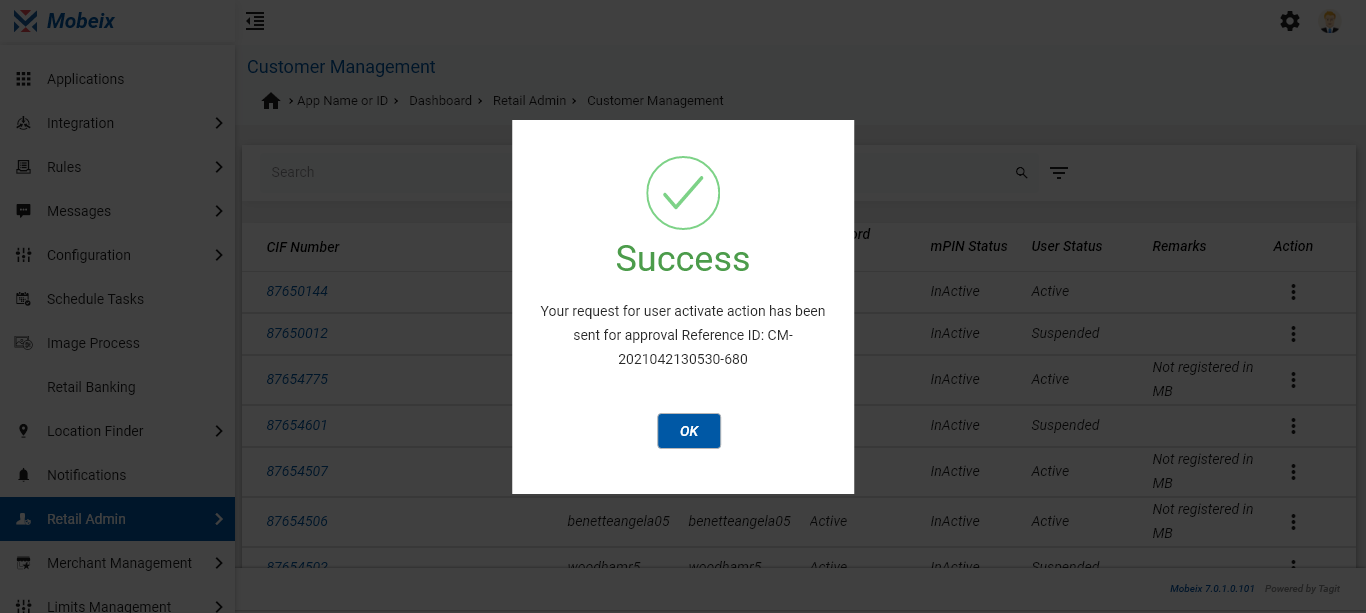 Mobeix
Applications
Integration
Rules
Messages
Configuration
Schedule Tasks
Image Process
Retail Banking
Location Finder
Notifications
Retail Admin
Merchant Management
Limits Management
Customer Management
App Name or ID Dashboard Retail Admin Customer Management
Search
CIF Number mPIN Status User Status Remarks Action
87650144 InActive Active
87650012 InActive Suspended
87654775 InActive Active Not registered in
MB
87654601 InActive Suspended
87654507 InActive Active Not registered in
MB
87654506 benetteangela05 benetteangela05 Active InActive Active Not registered in
MB
87654502 woodhamr5 woodhamr5 Active InActive Suspended
Success
Your request for user activate action has been
sent for approval Reference ID: CM-
2021042130530-680
OK
Mobeix 7.0.1.0.101 Powered by Tagit